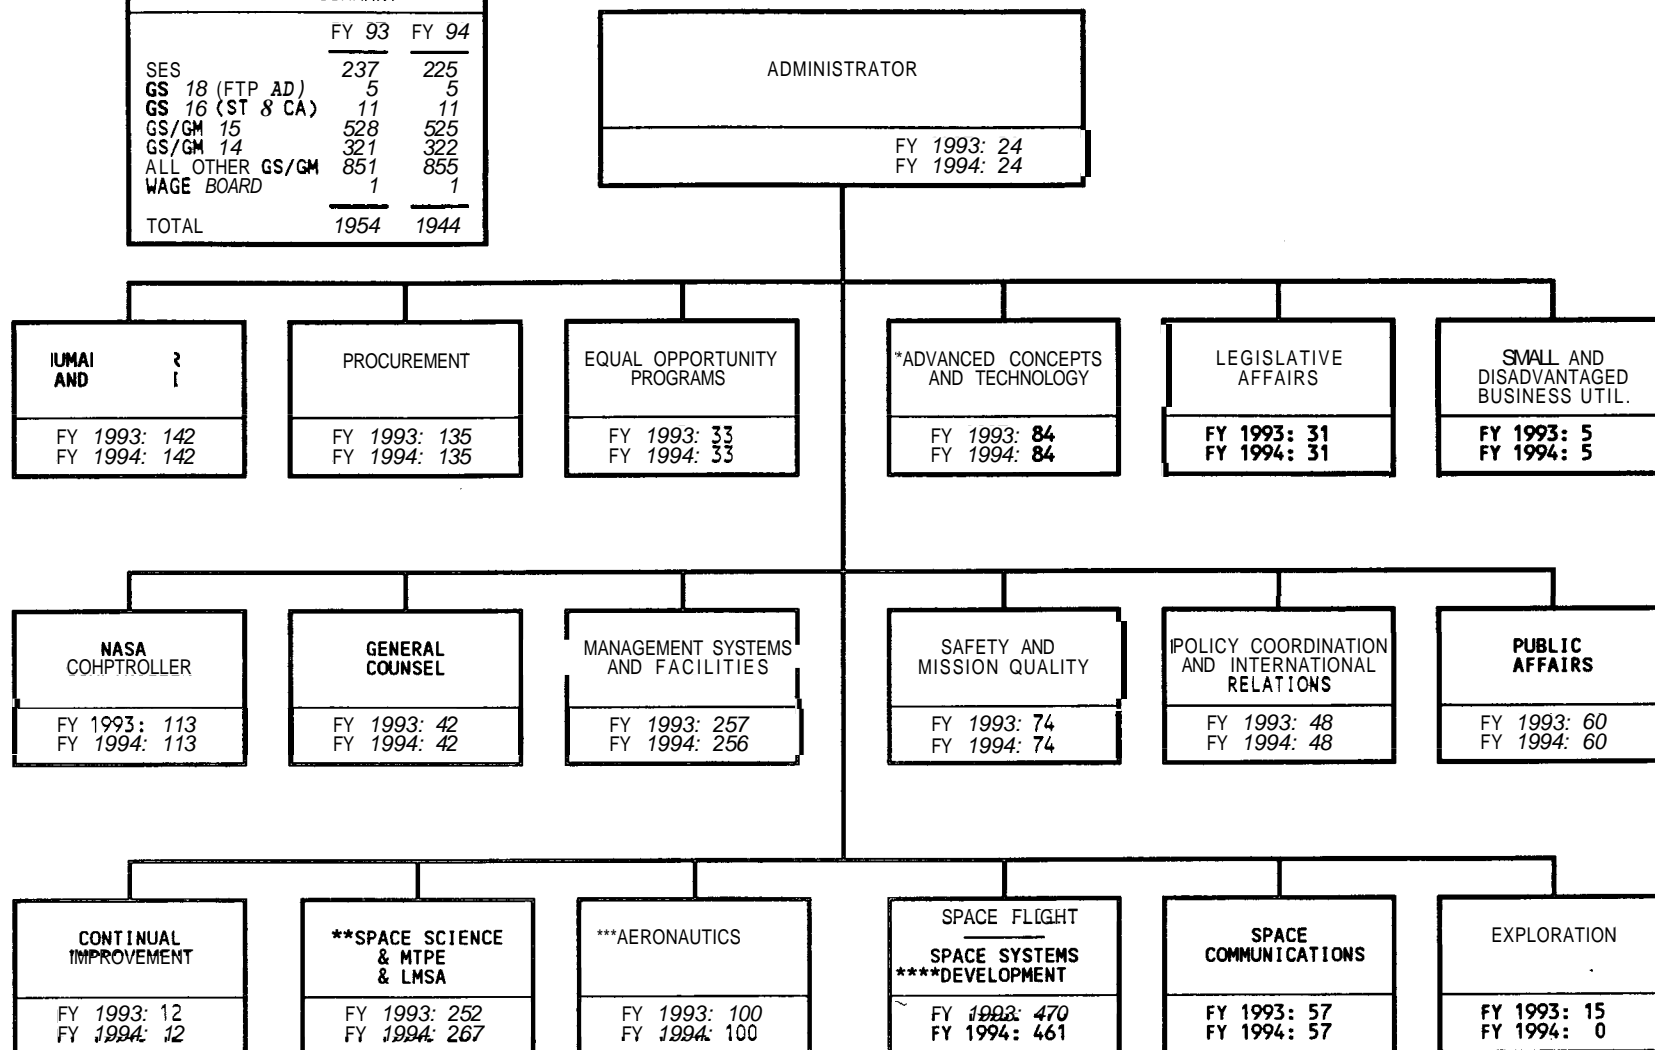 FY 93 FY 94
SES 237 225
GS 18 (FTP AD) 5 5
GS 16 (ST 8 CA) 11 11
GS/GM 15 528 525
GS/GM 14 321 322
ALL OTHER GS/GM 851 855
WAGE BOARD 1 1
TOTAL 1954 1944
ADMINISTRATOR
FY 1993: 24
FY 1994: 24
AND
FY 1993: 142
FY 1994: 142
PROCUREMENT
FY 1993: 135
FY 1994: 135
EQUAL OPPORTUNITY
PROGRAMS
FY 1993: 33
FY 1994: 33
*ADVANCED CONCEPTS
AND TECHNOLOGY
FY 1993: 84
FY 1994: 84
LEGISLATIVE
AFFAIRS
FY 1993: 31
FY 1994: 31
SMALL AND
DISADVANTAGED
BUSINESS UTIL.
FY 1993: 5
FY 1994: 5
NASA
COHPTROLLER
FY 1993: 113
FY 1994: 113
GENERAL
COUNSEL
FY 1993: 42
FY 1994: 42
MANAGEMENT SYSTEMS
AND FACILITIES
FY 1993: 257
FY 1994: 256
SAFETY AND
MISSION QUALITY
FY 1993: 74
FY 1994: 74
POLICY COORDINATION
AND INTERNATIONAL
RELATIONS
FY 1993: 48
FY 1994: 48
PUBLIC
AFFAIRS
FY 1993: 60
FY 1994: 60
CONTINUAL
IMPROVEMENT
FY 1993: 12
FY 1994: 12
**SPACE SCIENCE
& MTPE
& LMSA
FY 1993: 252
FY 1994: 267
***AERONAUTICS
FY 1993: 100
FY 1994: 100
SPACE FLIGHT
SPACE SYSTEMS
****DEVELOPMENT
FY 1993: 470
FY 1994: 461
SPACE
COMMUNICATIONS
FY 1993: 57
FY 1994: 57
EXPLORATION
FY 1993: 15
FY 1994: 0